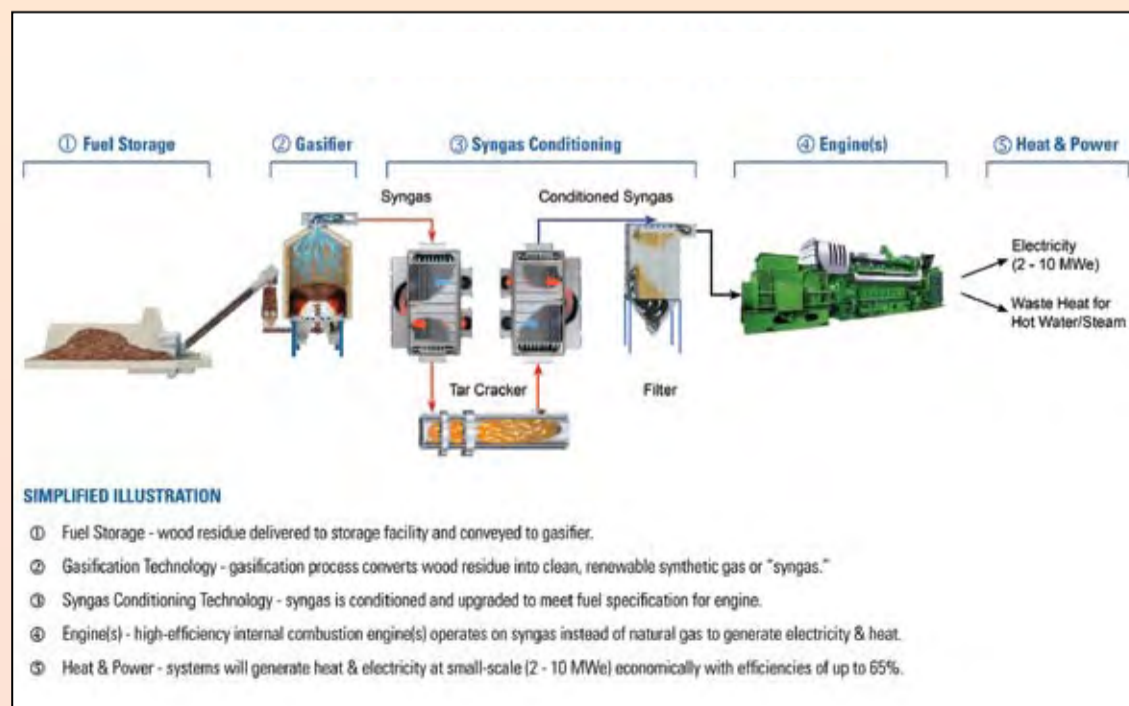 ① Fuel Storage
② Gasifier
③ Syngas Conditioning
④ Engine(s)
⑤ Heat & Power
Syngas
Conditioned Syngas
Electricity
(2 - 10 MWe)
Waste Heat for
Hot Water/Steam
Tar Cracker
Filter
SIMPLIFIED ILLUSTRATION
① Fuel Storage - wood residue delivered to storage facility and conveyed to gasifier.
② Gasification Technology - gasification process converts wood residue into clean, renewable synthetic gas or "syngas."
③ Syngas Conditioning Technology - syngas is conditioned and upgraded to meet fuel specification for engine.
④ Engine(s) - high-efficiency internal combustion engine(s) operates on syngas instead of natural gas to generate electricity & heat.
⑤ Heat & Power - systems will generate heat & electricity at small-scale (2 - 10 MWe) economically with efficiencies of up to 65%.